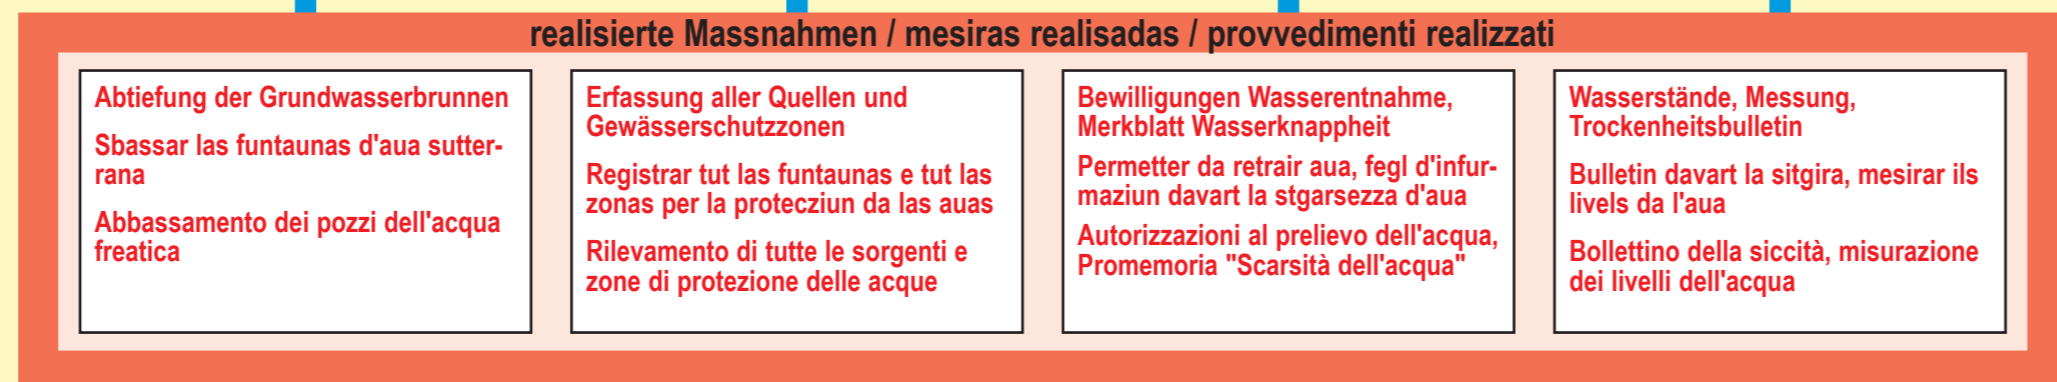 realisierte Massnahmen / mesiras realisadas / provvedimenti realizzati
Abtiefung der Grundwasserbrunnen
Sbassar las funtaunas d'aua sutter-
rana
Abbassamento dei pozzi dell'acqua
freatica
Erfassung aller Quellen und
Gewässerschutzzonen
Registrar tut las funtaunas e tut las
zonas per la protecziun da las auas
Rilevamento di tutte le sorgenti e
zone di protezione delle acque
Bewilligungen Wasserentnahme,
Merkblatt Wasserknappheit
Permetter da retrair aua, fegl d'infur-
maziun davart la stgarsezza d'aua
Autorizzazioni al prelievo dell'acqua,
Promemoria "Scarsità dell'acqua"
Wasserstände, Messung,
Trockenheitsbulletin
Bulletin davart la sitgira, mesirar ils
livels da l'aua
Bollettino della siccità, misurazione
dei livelli dell'acqua